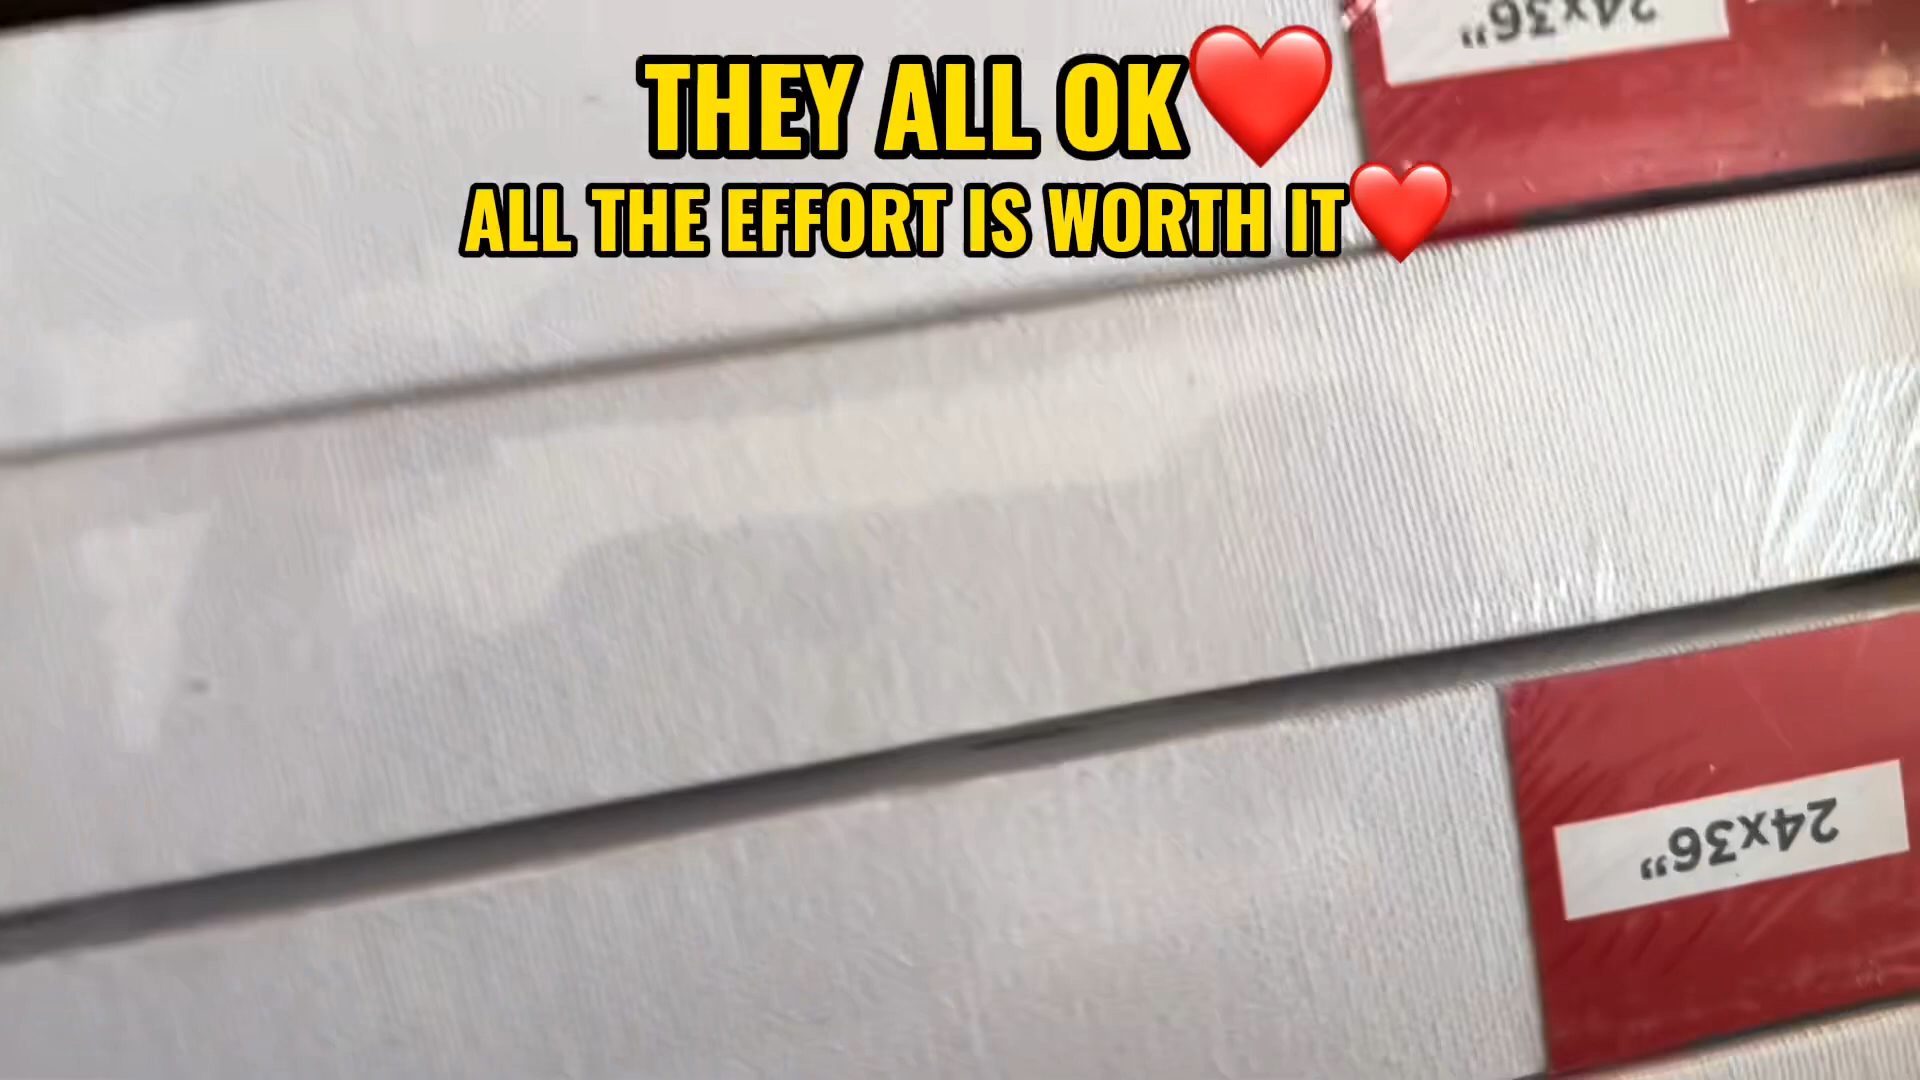 24x36"
THEY ALL OK❤️
ALL THE EFFORT IS WORTH IT❤️
24x36”